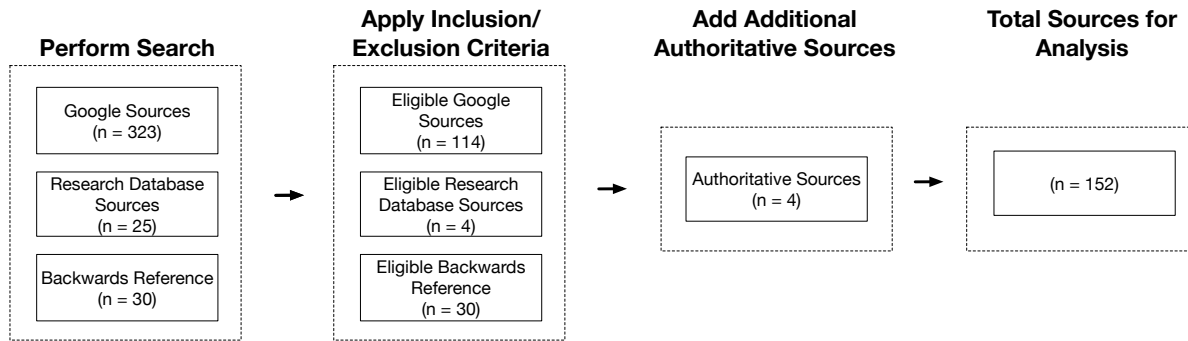 Perform Search
Google Sources
(n = 323)
Research Database
Sources
(n = 25)
Backwards Reference
(n = 30)
Apply Inclusion/
Exclusion Criteria
Eligible Google
Sources
(n = 114)
Eligible Research
Database Sources
(n = 4)
Eligible Backwards
Reference
(n = 30)
Add Additional
Authoritative Sources
Authoritative Sources
(n = 4)
Total Sources for
Analysis
(n = 152)